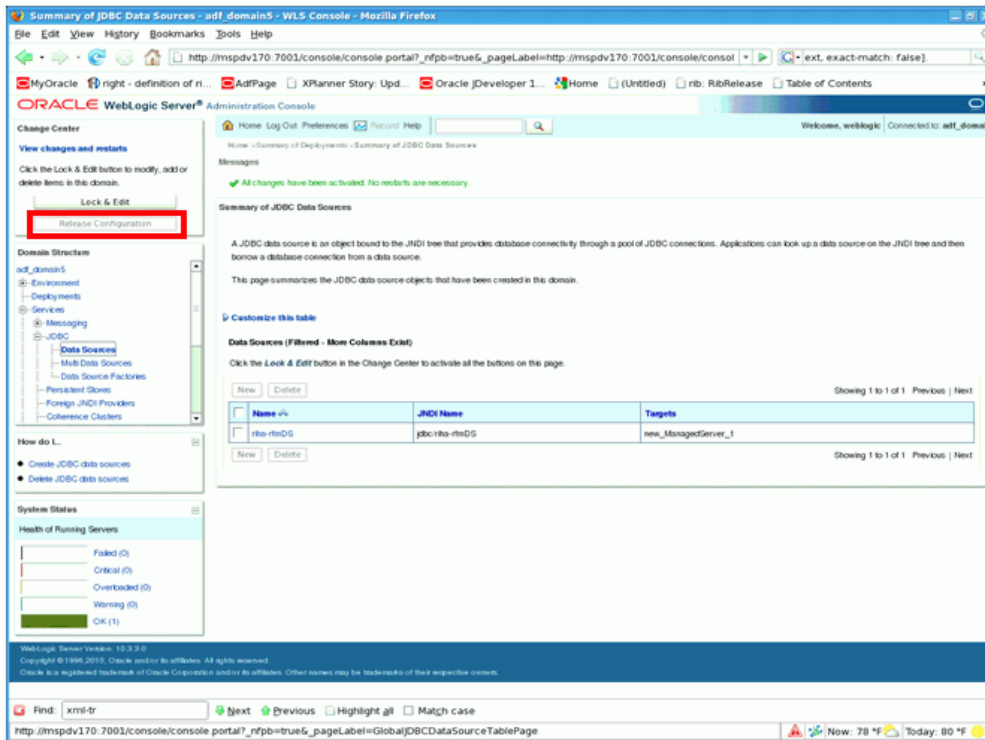 Summary of JDBC Data Sources - adf_domain5 - WLS Console - Mozilla Firefox
File Edit View History Bookmarks Tools Help
http://mspdv170:7001/console/console.portal?_nfpb=true&_pageLabel=http://mspdv170:7001/console/consol
ext, exact-match: false].
MyOracle right - definition of ri... AdfPage XPlanner Story: Upd... Oracle JDeveloper 1... Home (Untitled) rib: RibRelease Table of Contents
ORACLE WebLogic Server® Administration Console
Change Center
View changes and restarts
Click the Lock & Edit button to modify, add or
delete items in this domain.
Lock & Edit
Release Configuration
Domain Structure
adf_domain5
Environment
Deployments
Services
Messaging
JDBC
Data Sources
Multi Data Sources
Data Source Factories
Persistent Stores
Foreign JNDI Providers
Coherence Clusters
How do I...
Create JDBC data sources
Delete JDBC data sources
System Status
Health of Running Servers
Failed (0)
Critical (0)
Overloaded (0)
Warning (0)
OK (1)
Home Log Out Preferences Record Help
Welcome, weblogic Connected to: adf_domai
Home >Summary of Deployments >Summary of JDBC Data Sources
Messages
All changes have been activated. No restarts are necessary.
Summary of JDBC Data Sources
A JDBC data source is an object bound to the JNDI tree that provides database connectivity through a pool of JDBC connections. Applications can look up a data source on the JNDI tree and then
borrow a database connection from a data source.
This page summarizes the JDBC data source objects that have been created in this domain.
Customize this table
Data Sources (Filtered - More Columns Exist)
Click the Lock & Edit button in the Change Center to activate all the buttons on this page.
New Delete Showing 1 to 1 of 1 Previous | Next
Name JNDI Name Targets
riha-rfmDS jdbc/riha-rfmDS new_ManagedServer_1
New Delete Showing 1 to 1 of 1 Previous | Next
WebLogic Server Version: 10.3.3.0
Copyright © 1996,2010, Oracle and/or its affiliates. All rights reserved.
Oracle is a registered trademark of Oracle Corporation and/or its affiliates. Other names may be trademarks of their respective owners.
Find: xml-tr Next Previous Highlight all Match case
http://mspdv170:7001/console/console.portal?_nfpb=true&_pageLabel=GlobalJDBCDataSourceTablePage
Now: 78 °F Today: 80 °F